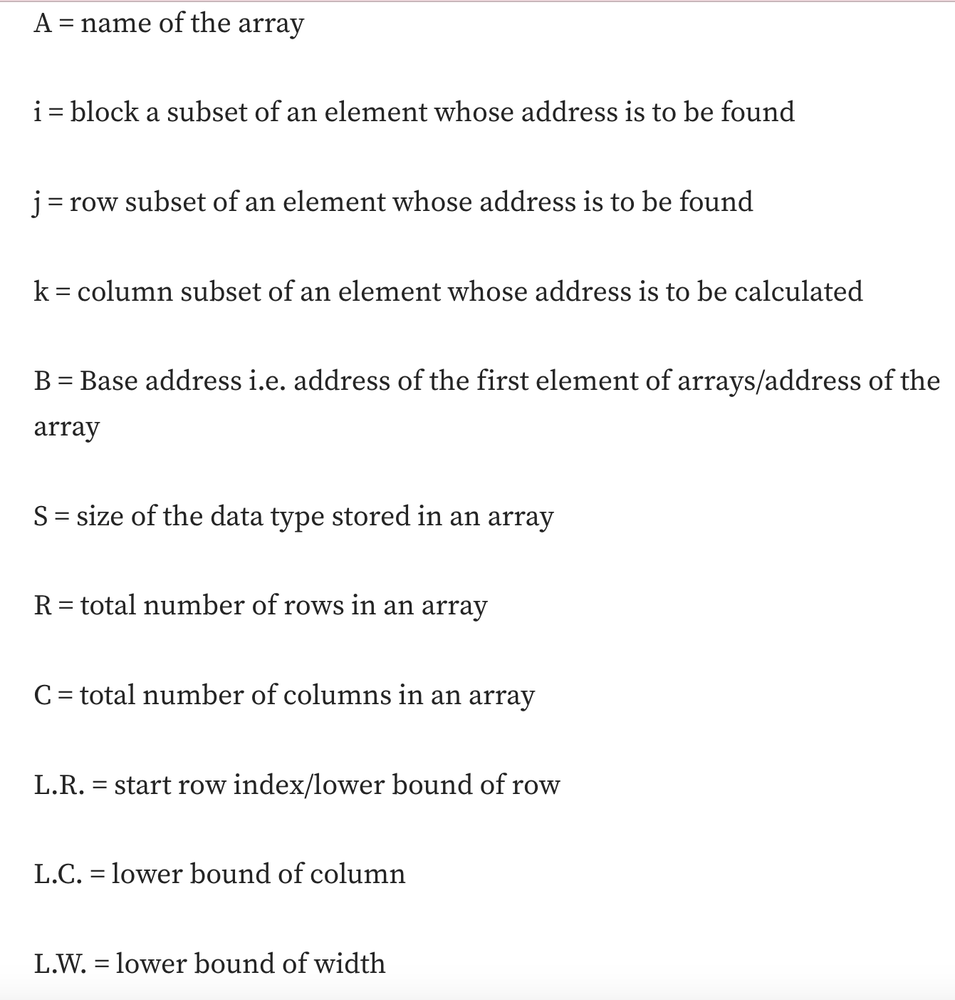 A = name of the array
i = block a subset of an element whose address is to be found
j = row subset of an element whose address is to be found
k = column subset of an element whose address is to be calculated
B = Base address i.e. address of the first element of arrays/address of the
array
S = size of the data type stored in an array
R = total number of rows in an array
C = total number of columns in an array
L.R. = start row index/lower bound of row
L.C. = lower bound of column
L.W. = lower bound of width